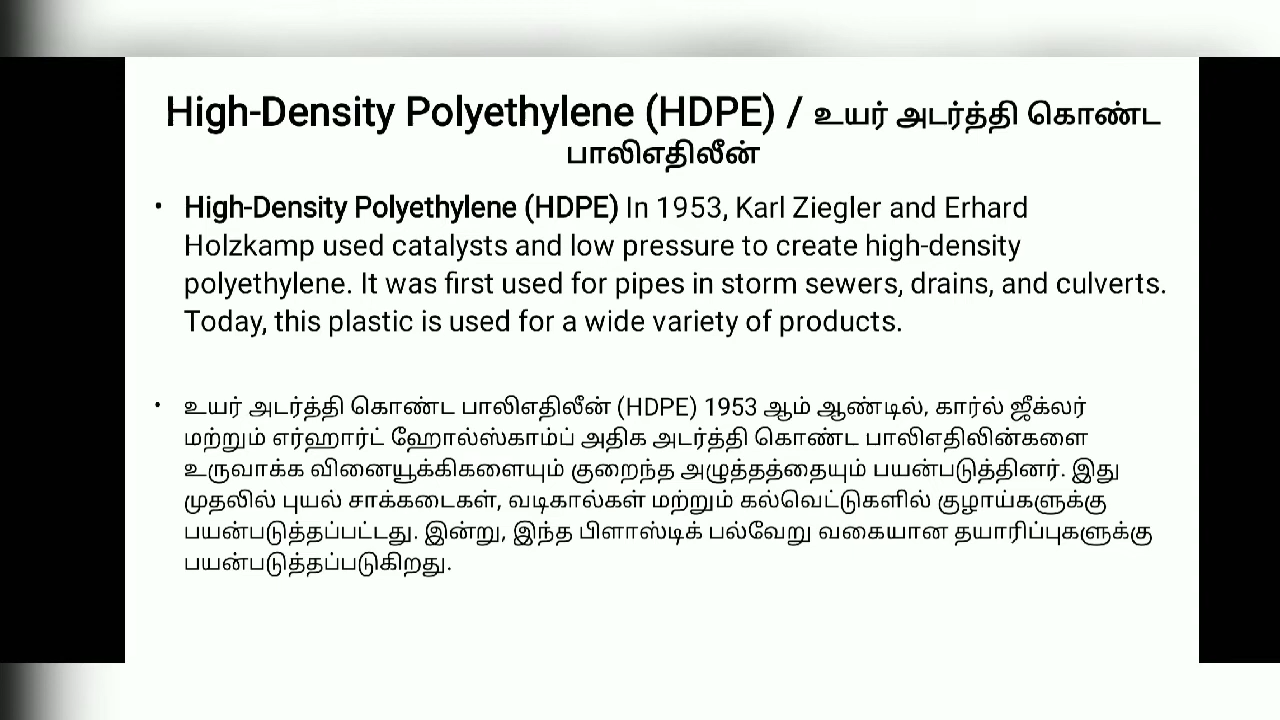 High-Density Polyethylene (HDPE) / உயர் அடர்த்தி கொண்ட
பாலிஎதிலீன்
• High-Density Polyethylene (HDPE) In 1953, Karl Ziegler and Erhard
Holzkamp used catalysts and low pressure to create high-density
polyethylene. It was first used for pipes in storm sewers, drains, and culverts.
Today, this plastic is used for a wide variety of products.
• உயர் அடர்த்தி கொண்ட பாலிஎதிலீன் (HDPE) 1953 ஆம் ஆண்டில், கார்ல் ஜீக்லர்
மற்றும் எர்ஹார்ட் ஹோல்ஸ்காம்ப் அதிக அடர்த்தி கொண்ட பாலிஎதிலின்களை
உருவாக்க வினையூக்கிகளையும் குறைந்த அழுத்தத்தையும் பயன்படுத்தினர். இது
முதலில் புயல் சாக்கடைகள், வடிகால்கள் மற்றும் கல்வெட்டுகளில் குழாய்களுக்கு
பயன்படுத்தப்பட்டது. இன்று, இந்த பிளாஸ்டிக் பல்வேறு வகையான தயாரிப்புகளுக்கு
பயன்படுத்தப்படுகிறது.